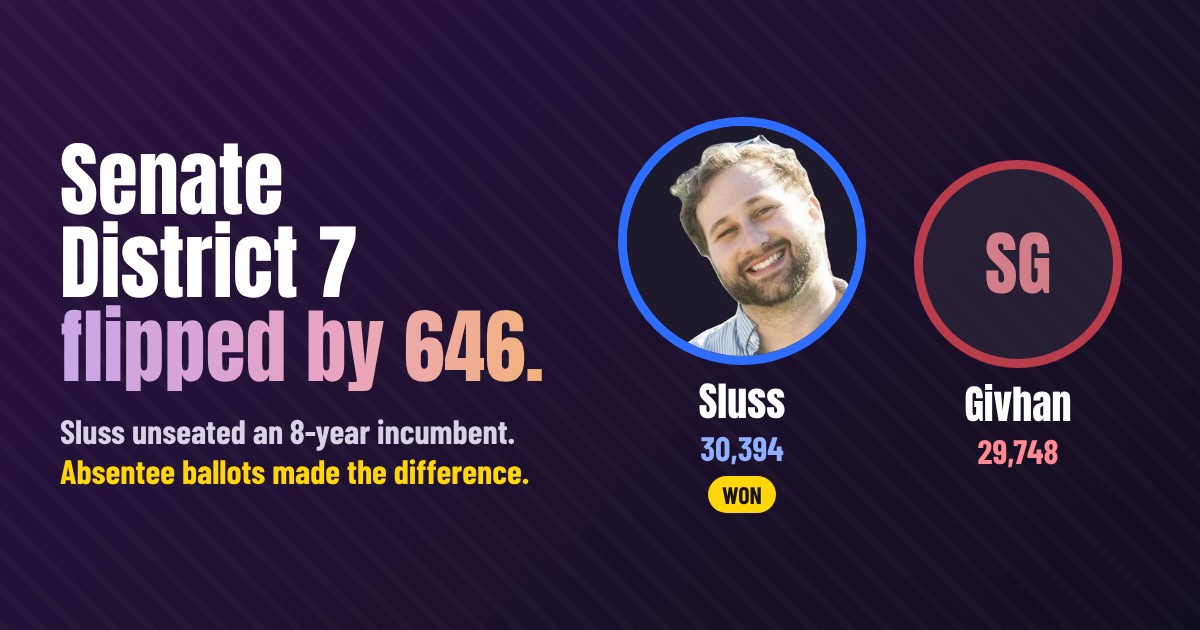 Senate
District 7
flipped by 646.
Sluss unseated an 8-year incumbent.
Absentee ballots made the difference.
Sluss
30,394
WON
SG
Givhan
29,748